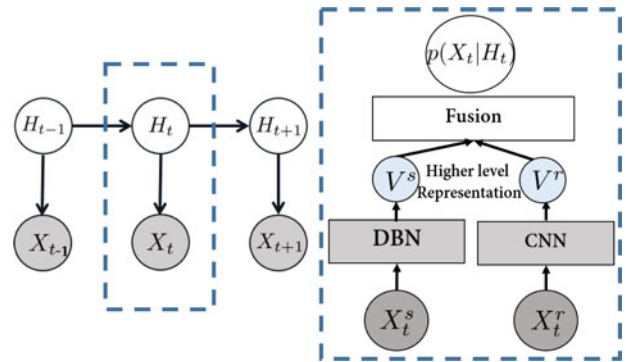 H_{t-1}
H_t
H_{t+1}
X_{t-1}
X_t
X_{t+1}
p(X_t|H_t)
Fusion
V^s
Higher level
Representation
V^r
DBN
CNN
X_t^s
X_t^r